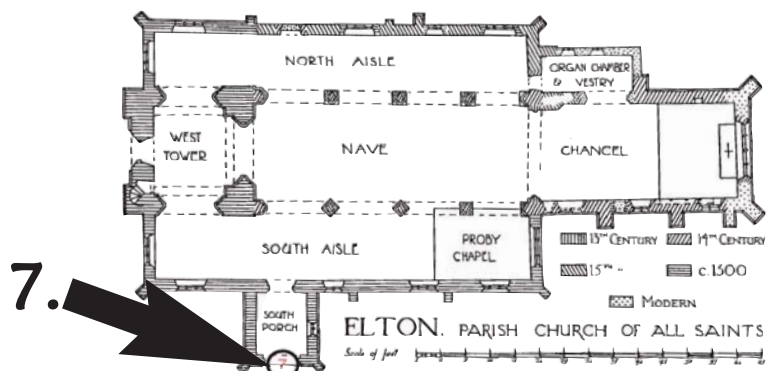 NORTH AISLE
ORGAN CHAMBER
& VESTRY
WEST
TOWER
NAVE
CHANCEL
SOUTH AISLE
PROBY
CHAPEL
13TH CENTURY
14TH CENTURY
15TH "
c.1500
MODERN
7.
SOUTH
PORCH
7
ELTON. PARISH CHURCH OF ALL SAINTS
Scale of feet